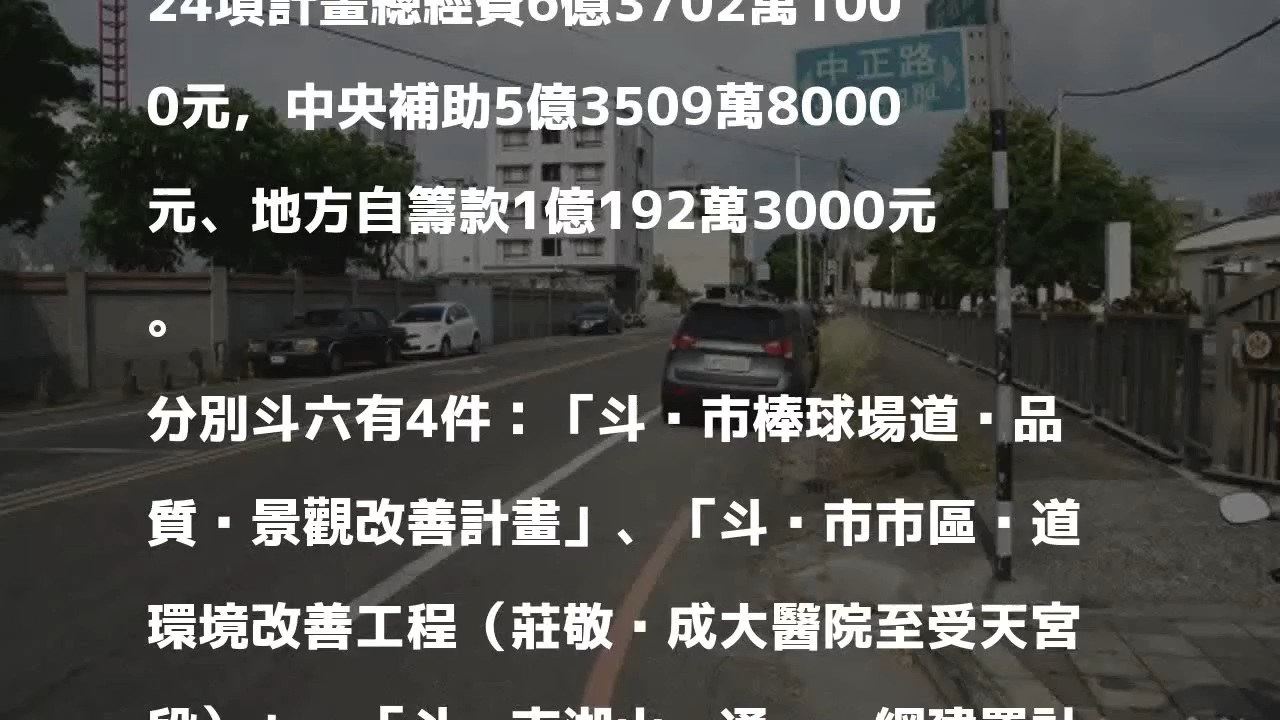 24項計畫總經費6億3702萬100
0元，中央補助5億3509萬8000
元、地方自籌款1億192萬3000元
。
分別斗六有4件：「斗·市棒球場道·品
質·景觀改善計畫」、「斗·市市區·道
環境改善工程（莊敬·成大醫院至受天宮
中正路